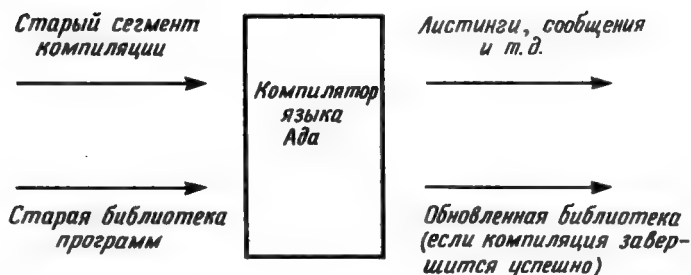 Старый сегмент
компиляции
Компилятор
языка
Ада
Листинги, сообщения
и т.д.
Старая библиотека
программ
Обновленная библиотека
(если компиляция завер-
шится успешно)